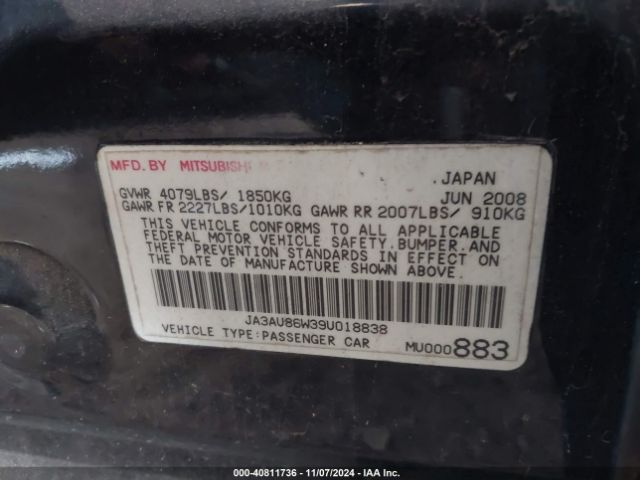 MFD. BY MITSUBISHI
JAPAN
GVWR 4079LBS/ 1850KG JUN 2008
GAWR FR 2227LBS/1010KG GAWR RR 2007LBS/ 910KG
THIS VEHICLE CONFORMS TO ALL APPLICABLE
FEDERAL MOTOR VEHICLE SAFETY,BUMPER,AND
THEFT PREVENTION STANDARDS IN EFFECT ON
THE DATE OF MANUFACTURE SHOWN ABOVE.
JA3AU86W39U018838
VEHICLE TYPE:PASSENGER CAR MU000883
000-40811736 - 11/07/2024 - IAA Inc.